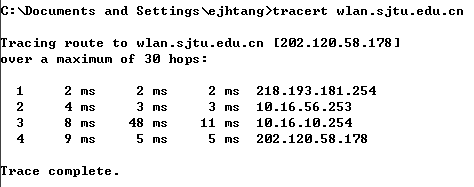 C:\Documents and Settings\ejhtang>tracert wlan.sjtu.edu.cn
Tracing route to wlan.sjtu.edu.cn [202.120.58.178]
over a maximum of 30 hops:
1 2 ms 2 ms 2 ms 218.193.181.254
2 4 ms 3 ms 3 ms 10.16.56.253
3 8 ms 48 ms 11 ms 10.16.10.254
4 9 ms 5 ms 5 ms 202.120.58.178
Trace complete.